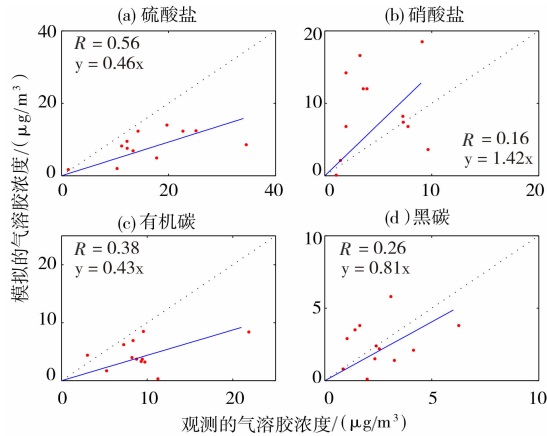 (a) 硫酸盐
(b) 硝酸盐
40
20
0
R = 0.56
y = 0.46x
0
20
40
20
10
0
R = 0.16
y = 1.42x
0
10
20
(c) 有机碳
(d) 黑碳
20
10
0
R = 0.38
y = 0.43x
0
10
20
10
5
0
R = 0.26
y = 0.81x
0
5
10
模拟的气溶胶浓度/(μg/m³)
观测的气溶胶浓度/(μg/m³)